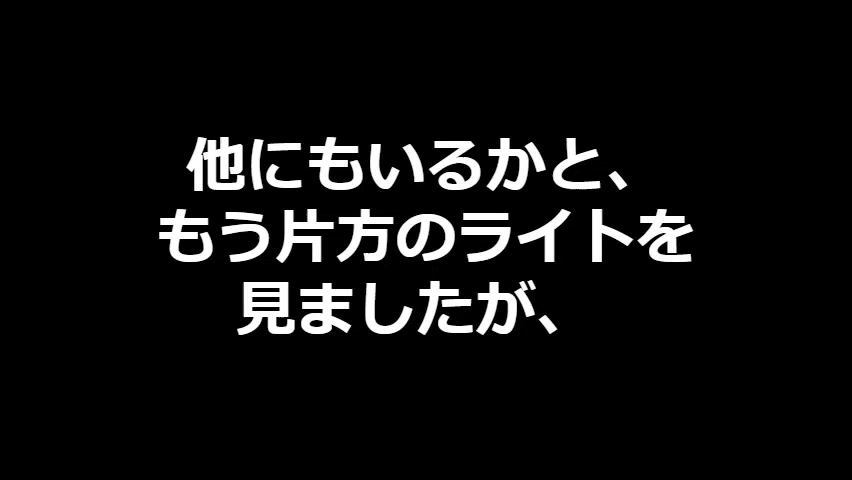 他にもいるかと、
もう片方のライトを
見ましたが、